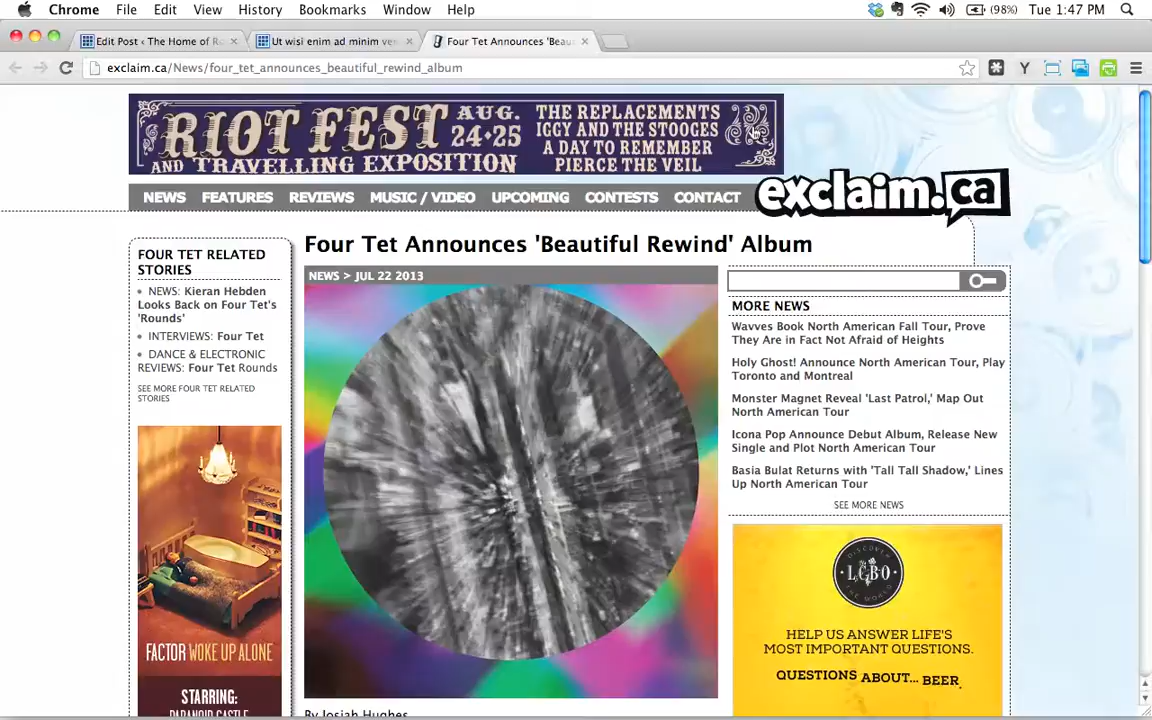 Chrome File Edit View History Bookmarks Window Help (98%) Tue 1:47 PM
Edit Post ‹ The Home of Ro
Ut wisi enim ad minim ve
Four Tet Announces 'Beau
exclaim.ca/News/four_tet_announces_beautiful_rewind_album
RIOT FEST
AND TRAVELLING EXPOSITION
AUG.
24•25
THE REPLACEMENTS
IGGY AND THE STOOGES
A DAY TO REMEMBER
PIERCE THE VEIL
NEWS FEATURES REVIEWS MUSIC / VIDEO UPCOMING CONTESTS CONTACT
exclaim.ca
FOUR TET RELATED
STORIES
• NEWS: Kieran Hebden
Looks Back on Four Tet's
'Rounds'
• INTERVIEWS: Four Tet
• DANCE & ELECTRONIC
REVIEWS: Four Tet Rounds
SEE MORE FOUR TET RELATED
STORIES
FACTOR WOKE UP ALONE
STARRING:
PARANOID CASTLE
Four Tet Announces 'Beautiful Rewind' Album
NEWS > JUL 22 2013
By Josiah Hughes
MORE NEWS
Wavves Book North American Fall Tour, Prove
They Are in Fact Not Afraid of Heights
Holy Ghost! Announce North American Tour, Play
Toronto and Montreal
Monster Magnet Reveal 'Last Patrol,' Map Out
North American Tour
Icona Pop Announce Debut Album, Release New
Single and Plot North American Tour
Basia Bulat Returns with 'Tall Tall Shadow,' Lines
Up North American Tour
SEE MORE NEWS
DISCOVER
LCBO
THE WORLD
HELP US ANSWER LIFE'S
MOST IMPORTANT QUESTIONS.
QUESTIONS ABOUT... BEER.